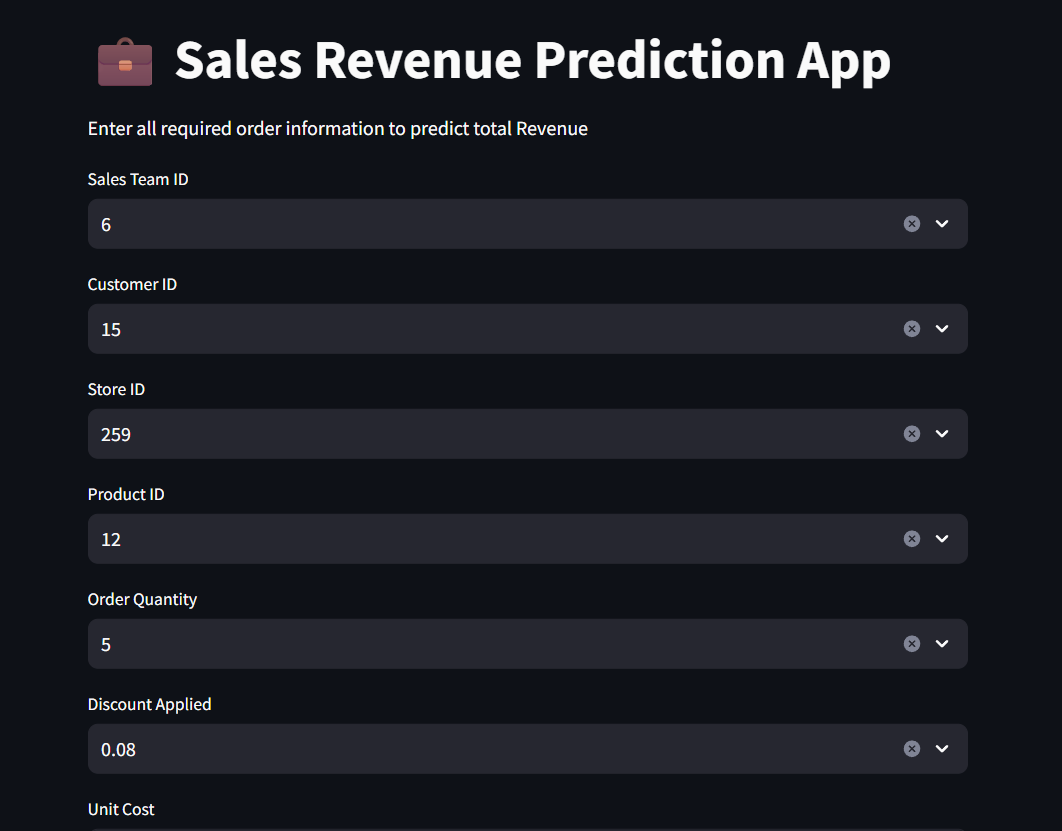 Sales Revenue Prediction App
Enter all required order information to predict total Revenue
Sales Team ID
6
Customer ID
15
Store ID
259
Product ID
12
Order Quantity
5
Discount Applied
0.08
Unit Cost